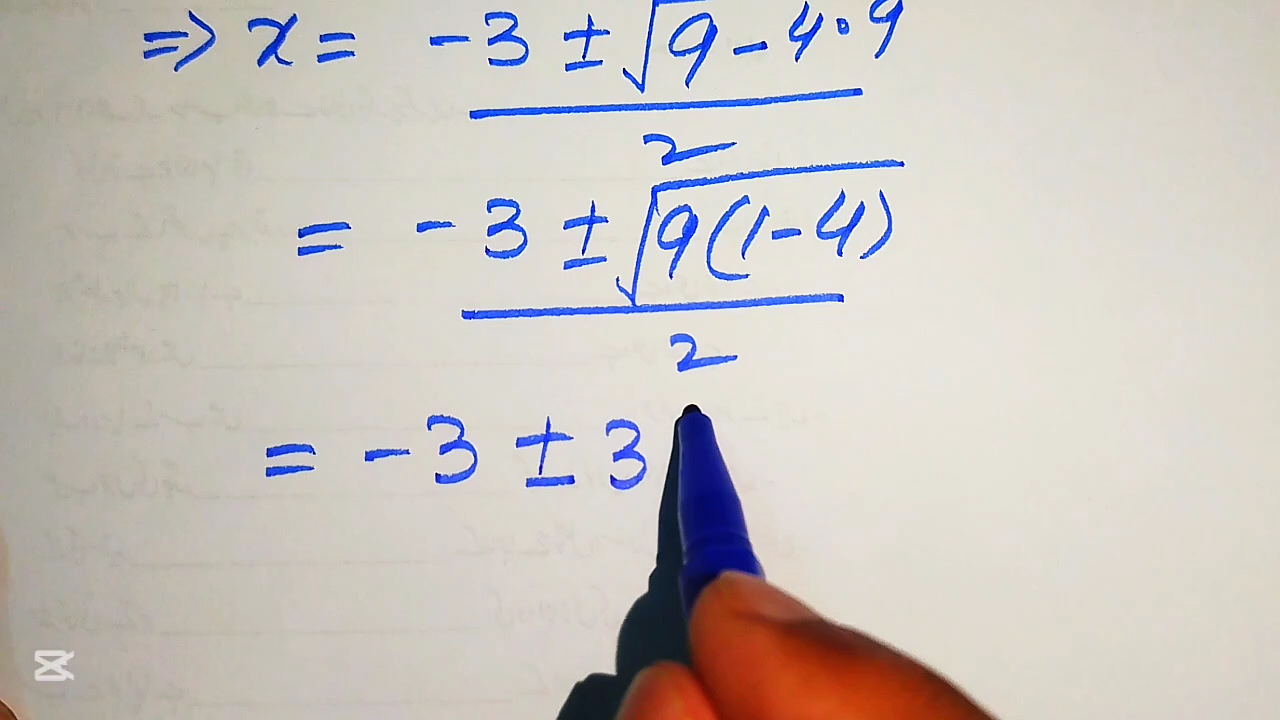 ⇒ x = -3 ± √9 - 4·9
2
= -3 ± √9(1-4)
2
= -3 ± 3